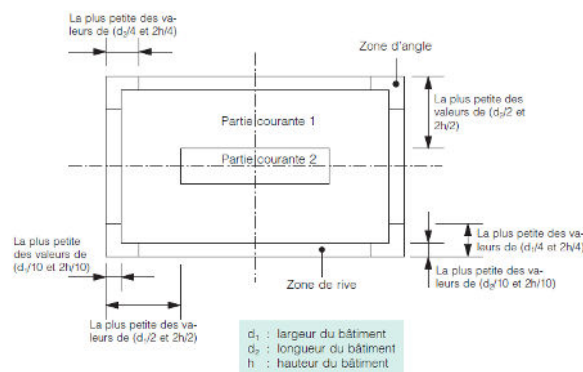 La plus petite des va-
leurs de (d₂/4 et 2h/4)
Zone d'angle
La plus petite des
valeurs de (d₂/2 et
2h/2)
Partie courante 1
Partie courante 2
La plus petite
des valeurs de
(d₁/10 et 2h/10)
La plus petite des va-
leurs de (d₁/4 et 2h/4)
La plus petite des va-
leurs de (d₂/10 et 2h/10)
Zone de rive
La plus petite des va-
leurs de (d₁/2 et 2h/2)
d₁ : largeur du bâtiment
d₂ : longueur du bâtiment
h : hauteur du bâtiment